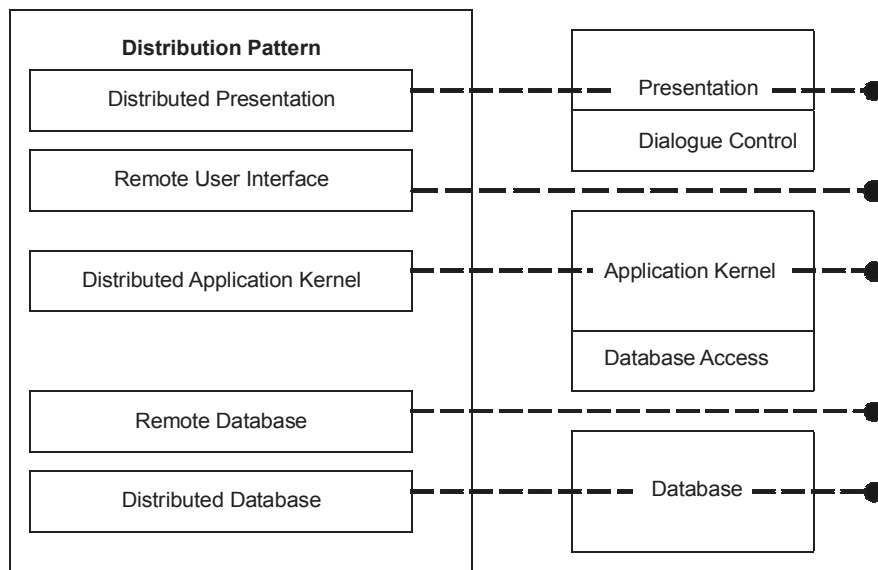 Distribution Pattern
Distributed Presentation
Remote User Interface
Distributed Application Kernel
Remote Database
Distributed Database
Presentation
Dialogue Control
Application Kernel
Database Access
Database